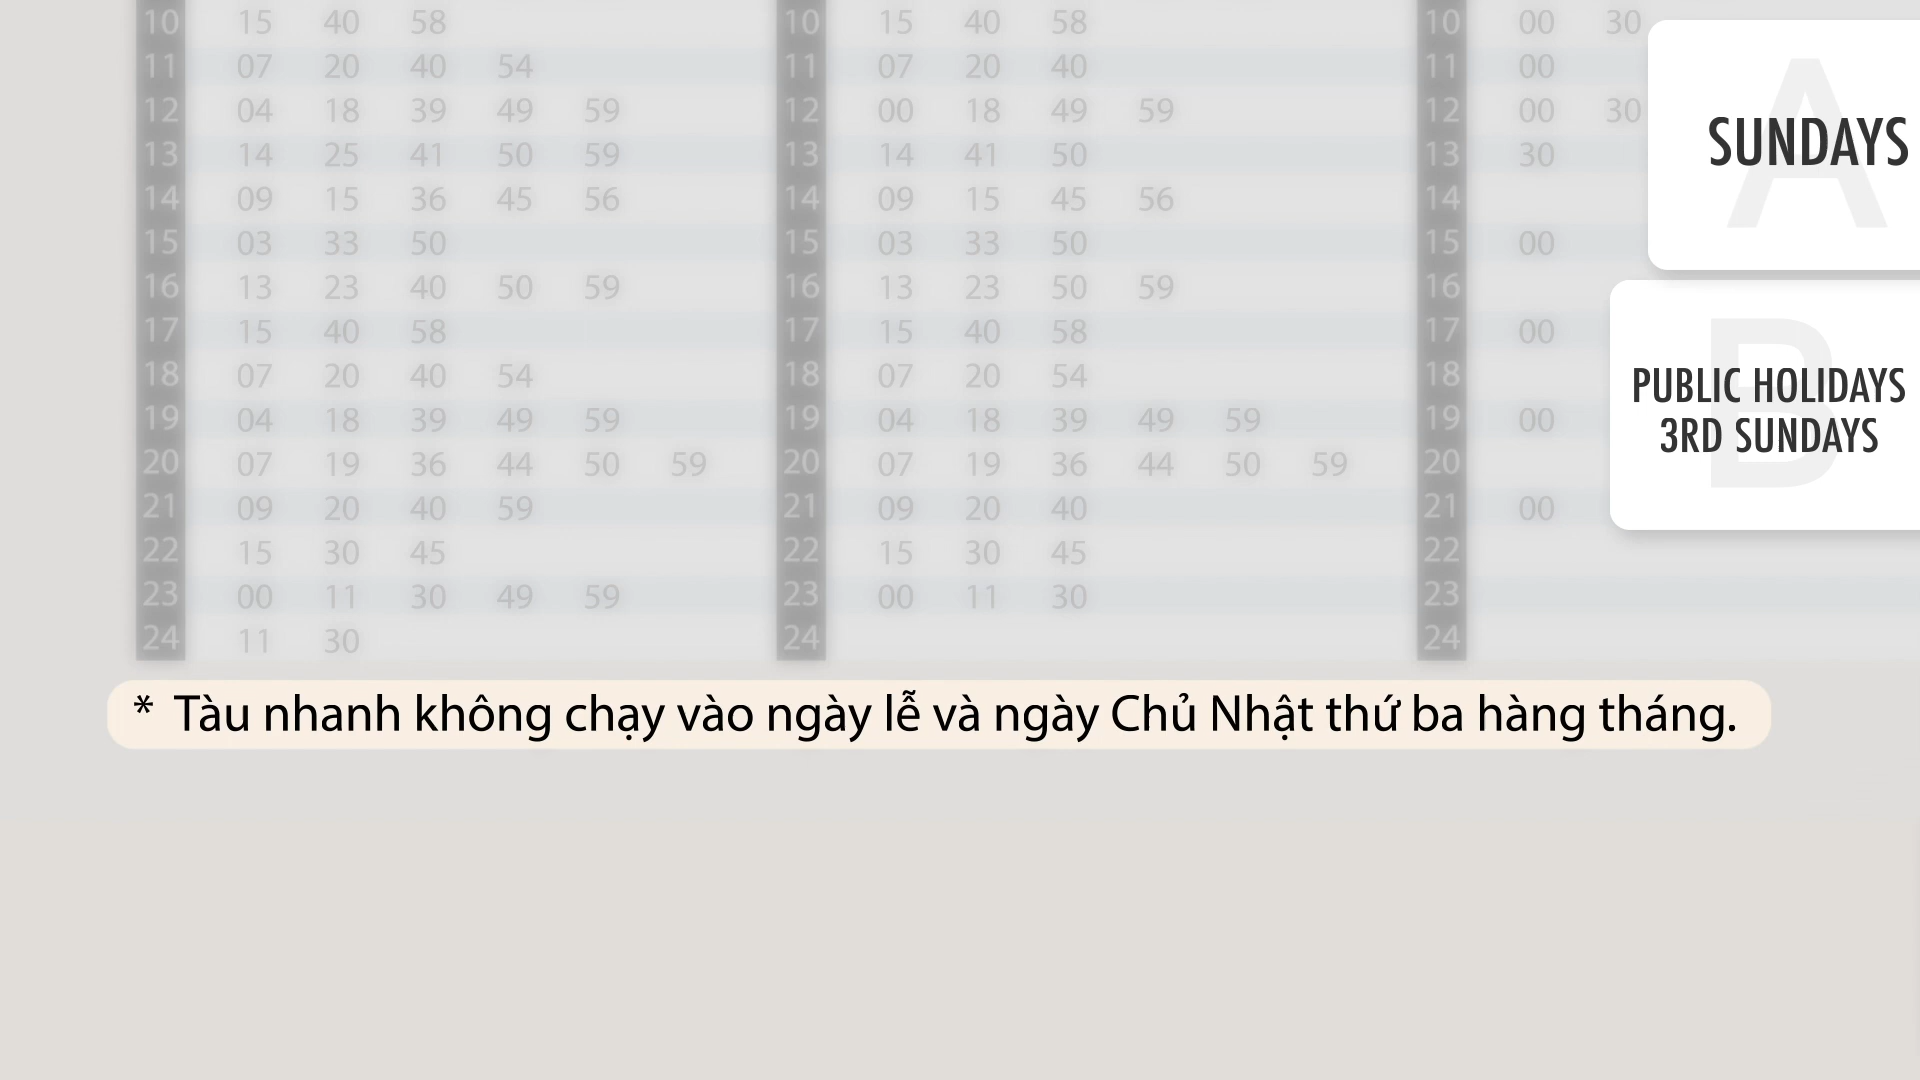 10 15 40 58 10 15 40 58 10 00 30
11 07 20 40 54 11 07 20 40 11 00
12 04 18 39 49 59 12 00 18 49 59 12 00 30
13 14 25 41 50 59 13 14 41 50 13 30
14 09 15 36 45 56 14 09 15 45 56 14
15 03 33 50 15 03 33 50 15 00
16 13 23 40 50 59 16 13 23 50 59 16
17 15 40 58 17 15 40 58 17 00
18 07 20 40 54 18 07 20 54 18
19 04 18 39 49 59 19 04 18 39 49 59 19 00
20 07 19 36 44 50 59 20 07 19 36 44 50 59 20
21 09 20 40 59 21 09 20 40 21 00
22 15 30 45 22 15 30 45 22
23 00 11 30 49 59 23 00 11 30 23
24 11 30 24 24
A
SUNDAYS
B
PUBLIC HOLIDAYS
3RD SUNDAYS
* Tàu nhanh không chạy vào ngày lễ và ngày Chủ Nhật thứ ba hàng tháng.